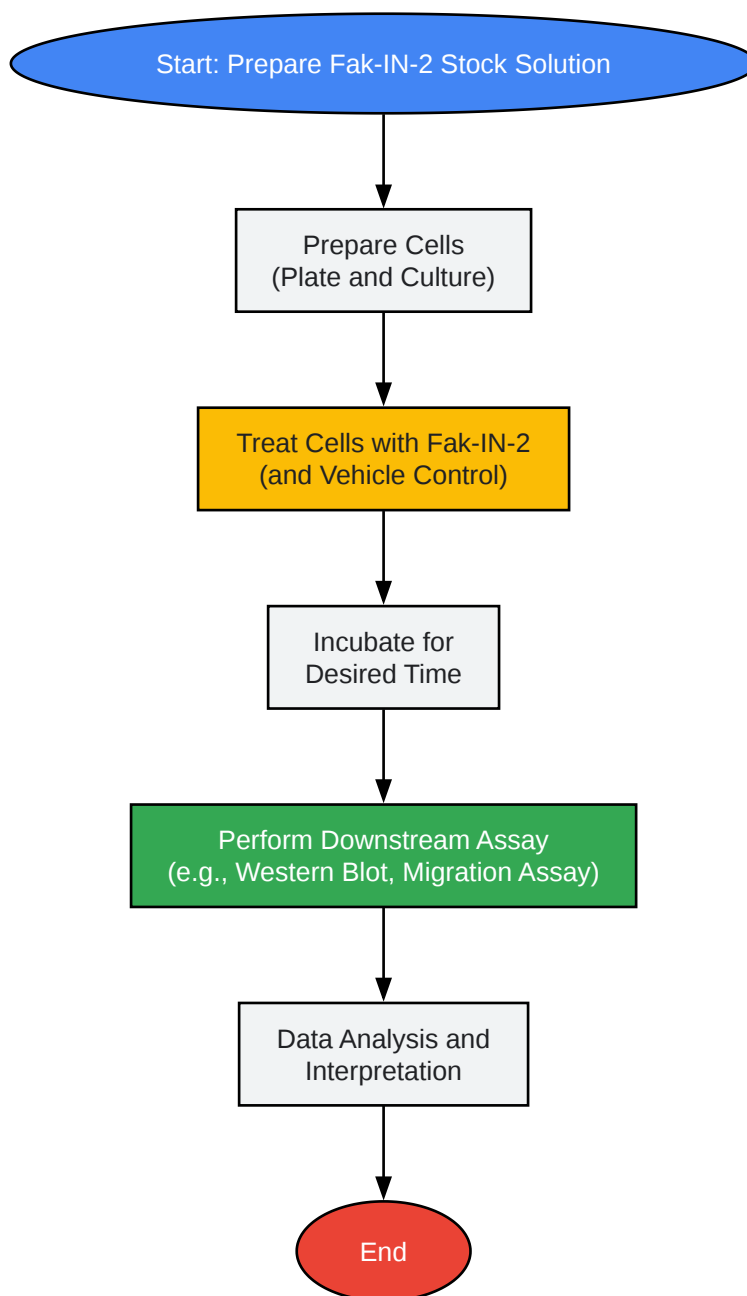 Start: Prepare Fak-IN-2 Stock Solution
Prepare Cells
(Plate and Culture)
Treat Cells with Fak-IN-2
(and Vehicle Control)
Incubate for
Desired Time
Perform Downstream Assay
(e.g., Western Blot, Migration Assay)
Data Analysis and
Interpretation
End